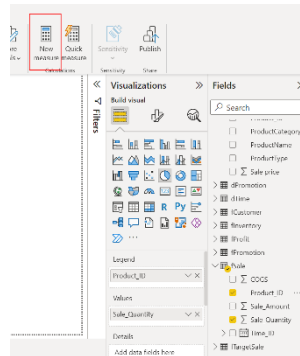 New measure
Quick measure
Sensitivity
Publish
Calculations
Sensitivity
Share
Visualizations
Fields
Build visual
Search
Filters
ProductCategory
ProductName
ProductType
Sale price
dPromotion
dTime
fCustomer
fInventory
fProfit
fPromotion
fSale
COGS
Product_ID
Sale_Amount
Sale_Quantity
Time_ID
fTargetSale
R
Py
Legend
Product_ID
Values
Sale_Quantity
Details
Add data fields here